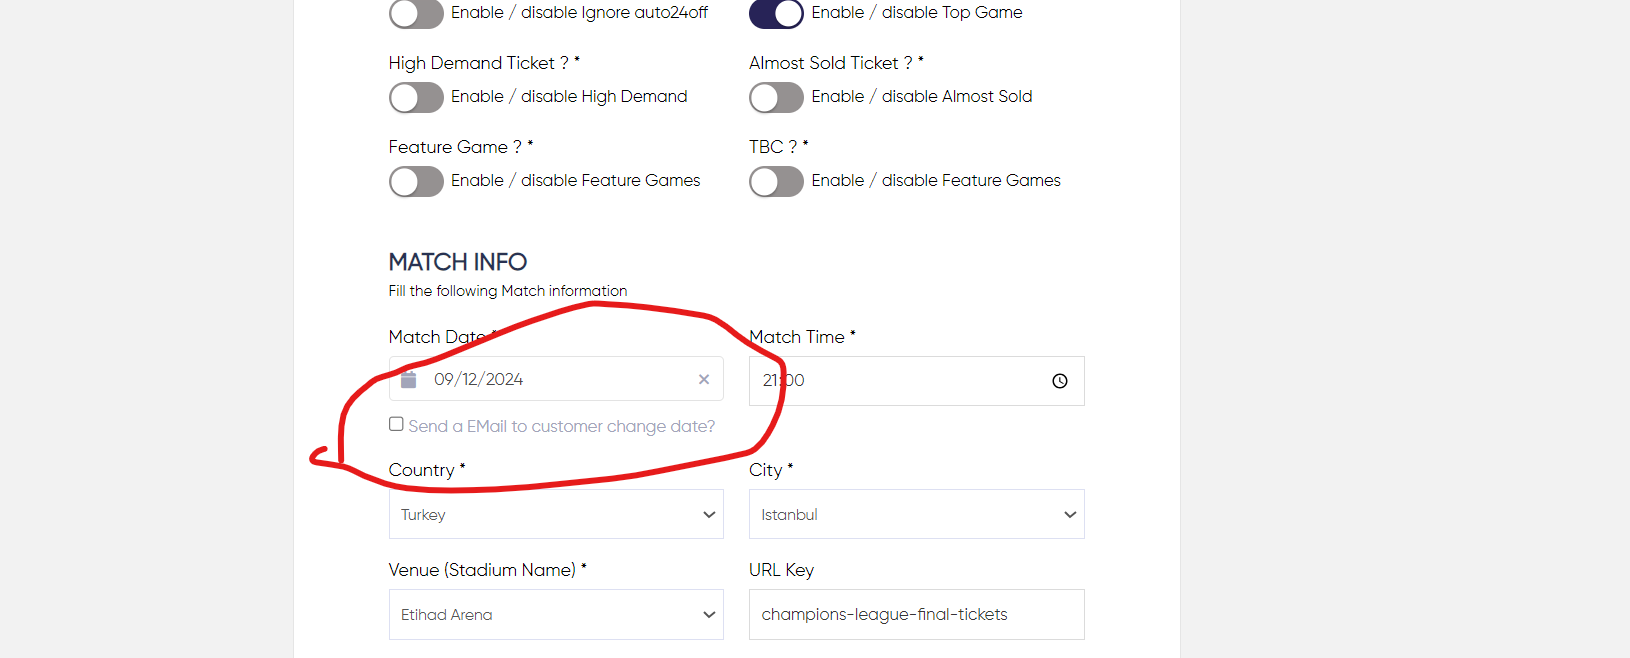 Enable / disable Ignore auto24off
Enable / disable Top Game
High Demand Ticket ? *
Almost Sold Ticket ? *
Enable / disable High Demand
Enable / disable Almost Sold
Feature Game ? *
TBC ? *
Enable / disable Feature Games
Enable / disable Feature Games
MATCH INFO
Fill the following Match information
Match Date *
Match Time *
09/12/2024
21:00
Send a EMail to customer change date?
Country *
City *
Turkey
Istanbul
Venue (Stadium Name) *
URL Key
Etihad Arena
champions-league-final-tickets